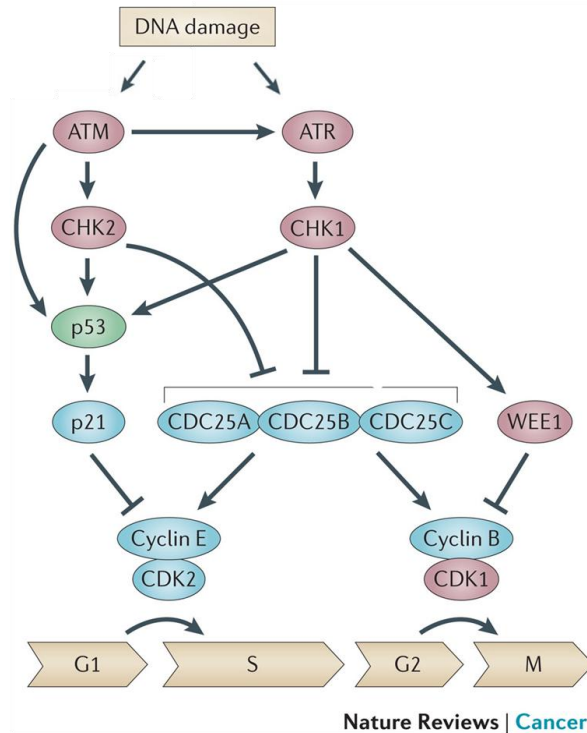 DNA damage
ATM
ATR
CHK2
CHK1
p53
p21
CDC25A
CDC25B
CDC25C
WEE1
Cyclin E
CDK2
Cyclin B
CDK1
G1
S
G2
M
Nature Reviews | Cancer